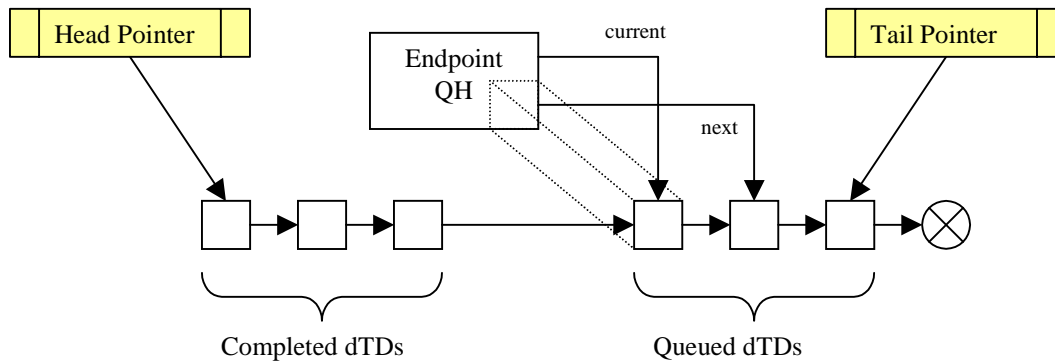 Head Pointer
current
Tail Pointer
Endpoint
QH
next
Completed dTDs
Queued dTDs